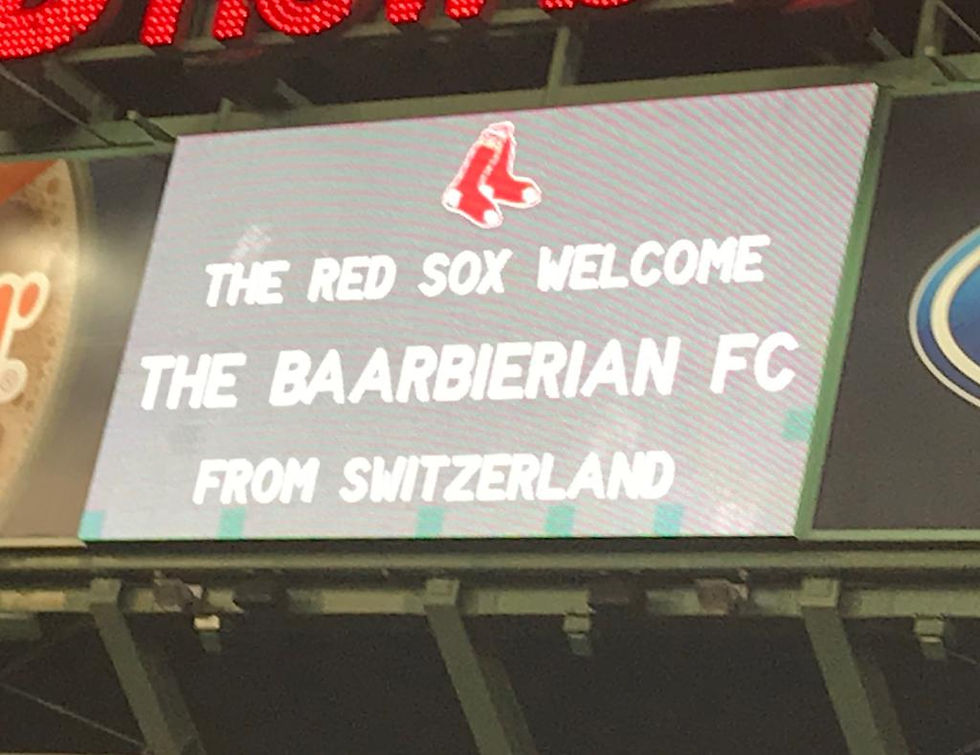 THE RED SOX WELCOME
THE BAARBIERIAN FC
FROM SWITZERLAND